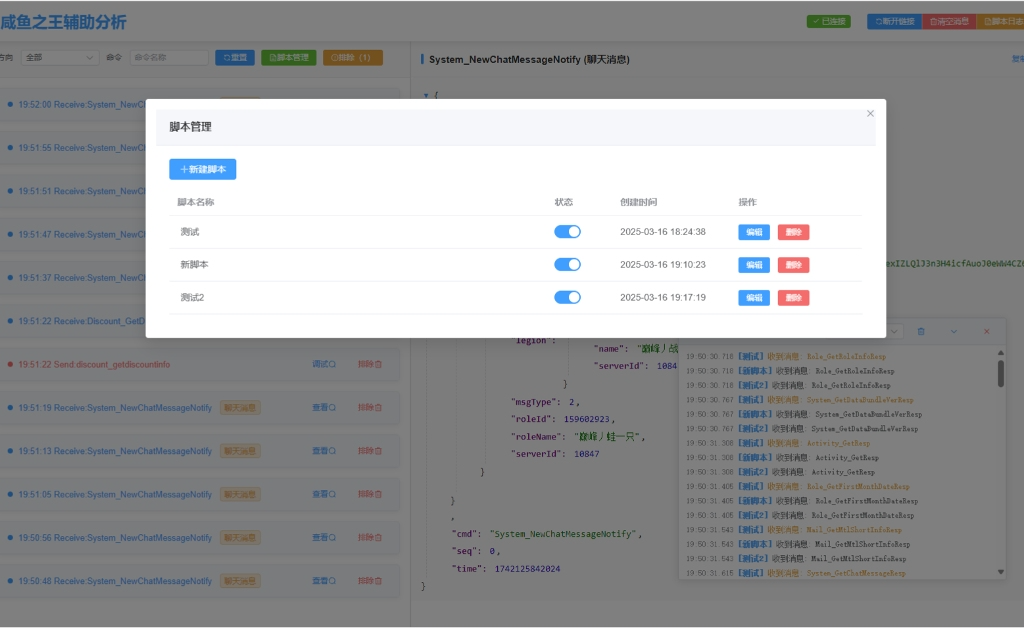 咸鱼之王辅助分析
已连接
断开链接
清空消息
脚本日志
方向 全部 命令 命令名称 重置 脚本管理 排除 (1)
System_NewChatMessageNotify (聊天消息)
脚本管理
新建脚本
脚本名称 状态 创建时间 操作
测试 2025-03-16 18:24:38 编辑 删除
新脚本 2025-03-16 19:10:23 编辑 删除
测试2 2025-03-16 19:17:19 编辑 删除
19:52:00 Receive:System_NewC
19:51:55 Receive:System_NewC
19:51:51 Receive:System_NewC
19:51:47 Receive:System_NewC
19:51:37 Receive:System_NewC
19:51:22 Receive:Discount_GetD
19:51:22 Send discount_getdiscountinfo 调试 排除
19:51:19 Receive:System_NewChatMessageNotify 聊天消息 查看 排除
19:51:13 Receive:System_NewChatMessageNotify 聊天消息 查看 排除
19:51:05 Receive:System_NewChatMessageNotify 聊天消息 查看 排除
19:50:56 Receive:System_NewChatMessageNotify 聊天消息 查看 排除
19:50:48 Receive:System_NewChatMessageNotify 聊天消息 查看 排除
{
"legion":
"name": "巅峰丿战
"serverId": 1084
}
"msgType": 2,
"roleId": 159602923,
"roleName": "巅峰丿蛙一只",
"serverId": 10847
}
}
,
"cmd": "System_NewChatMessageNotify",
"seq": 0,
"time": 1742125842024
}
19:50:30.718 [测试] 收到消息: Role_GetRoleInfoResp
19:50:30.718 [新脚本] 收到消息: Role_GetRoleInfoResp
19:50:30.718 [测试2] 收到消息: Role_GetRoleInfoResp
19:50:30.767 [测试] 收到消息: System_GetDataBundleVerResp
19:50:30.767 [新脚本] 收到消息: System_GetDataBundleVerResp
19:50:30.767 [测试2] 收到消息: System_GetDataBundleVerResp
19:50:31.308 [测试] 收到消息: Activity_GetResp
19:50:31.308 [新脚本] 收到消息: Activity_GetResp
19:50:31.308 [测试2] 收到消息: Activity_GetResp
19:50:31.405 [测试] 收到消息: Role_GetFirstMonthDateResp
19:50:31.405 [新脚本] 收到消息: Role_GetFirstMonthDateResp
19:50:31.405 [测试2] 收到消息: Role_GetFirstMonthDateResp
19:50:31.543 [测试] 收到消息: Mail_GetMtlShortInfoResp
19:50:31.543 [新脚本] 收到消息: Mail_GetMtlShortInfoResp
19:50:31.543 [测试2] 收到消息: Mail_GetMtlShortInfoResp
19:50:31.615 [测试] 收到消息: System_GetChatMessageResp